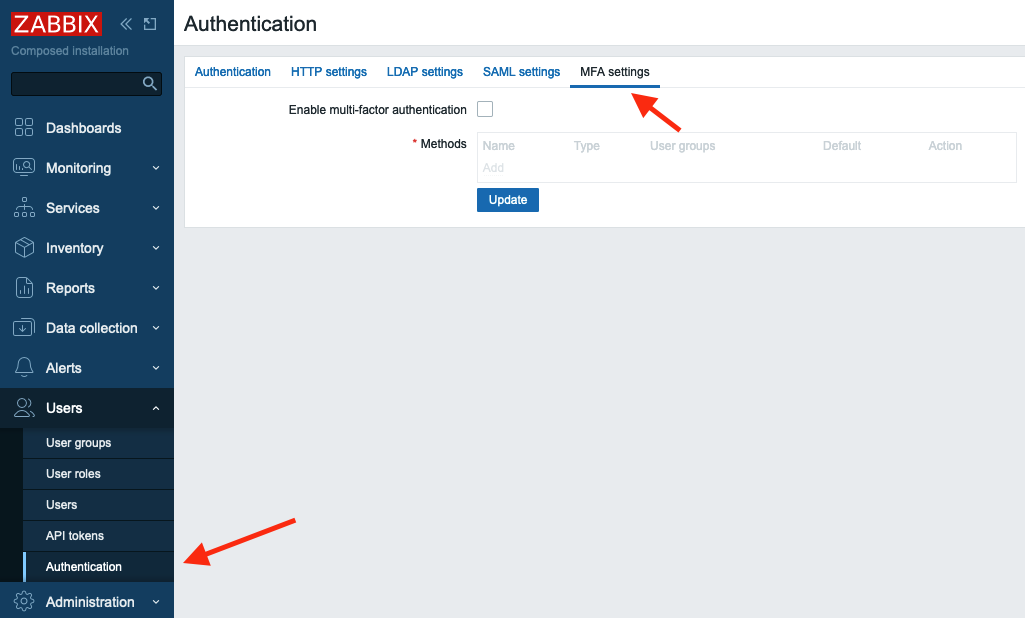 ZABBIX
Composed installation
Dashboards
Monitoring
Services
Inventory
Reports
Data collection
Alerts
Users
User groups
User roles
Users
API tokens
Authentication
Administration
Authentication
Authentication HTTP settings LDAP settings SAML settings MFA settings
Enable multi-factor authentication
* Methods
Name Type User groups Default Action
Add
Update